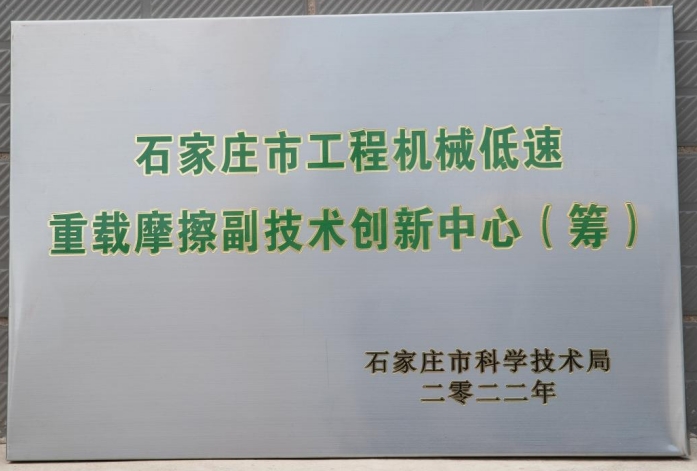 石家庄市工程机械低速
重载摩擦副技术创新中心（筹）
石家庄市科学技术局
二零二二年